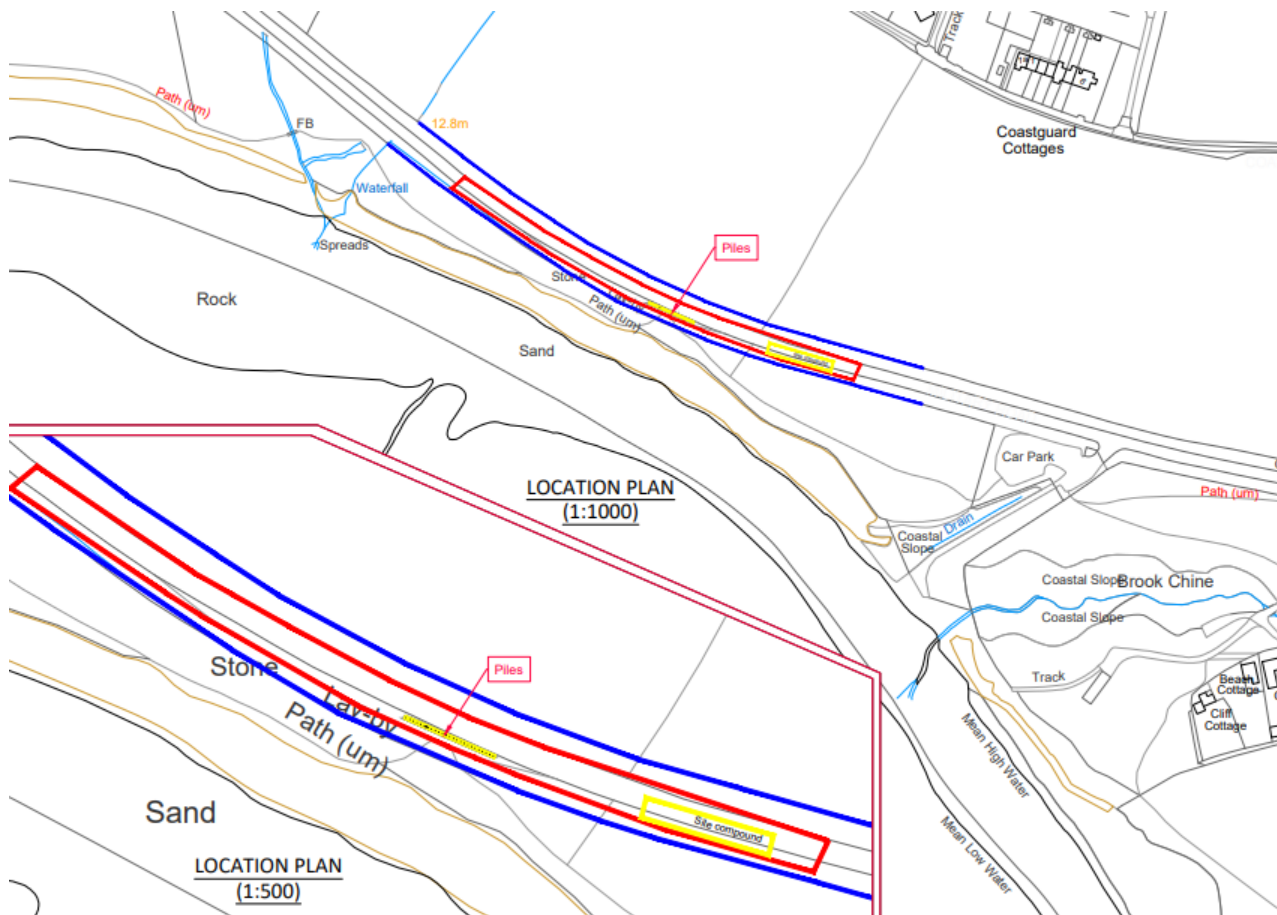 Track
Coastguard
Cottages
Path (um)
FB
12.8m
Waterfall
Spreads
Piles
Stone
Path (um)
Rock
Sand
Site compound
LOCATION PLAN
(1:1000)
Car Park
Path (um)
Drain
Coastal
Slope
Coastal Slope
Brook Chine
Coastal Slope
Track
Beach
Cottage
Cliff
Cottage
Mean High Water
Mean Low Water
Piles
Stone
Lay-by
Path (um)
Site compound
Sand
LOCATION PLAN
(1:500)